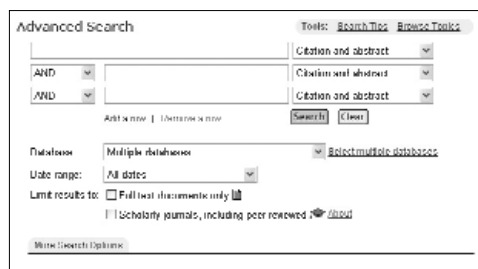 Advanced Search Tools: Search Tips Browse Topics
Citation and abstract
AND Citation and abstract
AND Citation and abstract
Add a row | Remove a row Search Clear
Database: Multiple databases Select multiple databases
Date range: All dates
Limit results to: Full text documents only
Scholarly journals, including peer-reviewed About
More Search Options